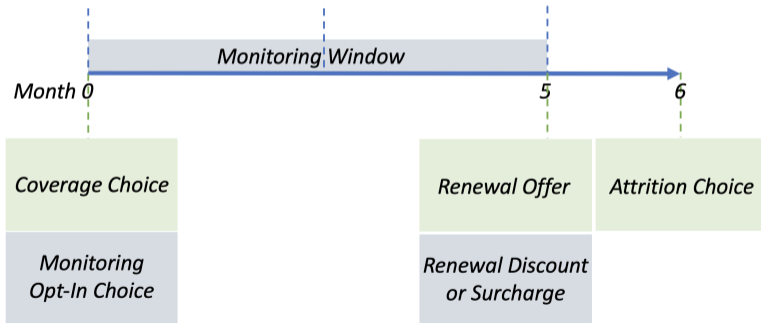 Monitoring Window
Month 0
5
6
Coverage Choice
Renewal Offer
Attrition Choice
Monitoring
Opt-In Choice
Renewal Discount
or Surcharge